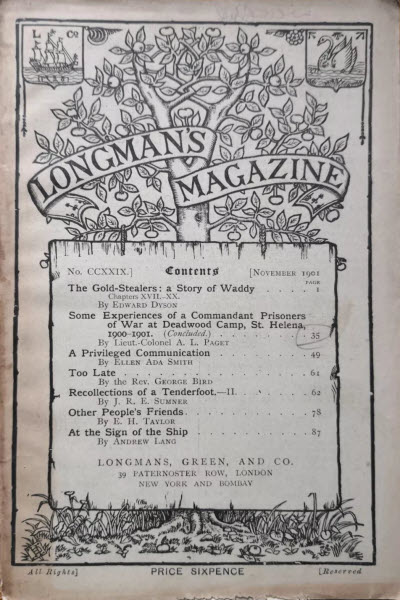 L Co
LONGMAN'S
MAGAZINE
No. CCXXIX.] Contents [NOVEMBER 1901
PAGE
The Gold-Stealers: a Story of Waddy . . . . 1
Chapters XVII.-XX.
By EDWARD DYSON
Some Experiences of a Commandant Prisoners
of War at Deadwood Camp, St. Helena,
1900-1901. (Concluded.) . . . . . . . 35
By Lieut.-Colonel A. L. PAGET
A Privileged Communication . . . . . . 49
By ELLEN ADA SMITH
Too Late . . . . . . . . . . 61
By the Rev. GEORGE BIRD
Recollections of a Tenderfoot.—II. . . . . . 62
By J. R. E. SUMNER
Other People's Friends . . . . . . . 78
By E. H. TAYLOR
At the Sign of the Ship . . . . . . . 87
By ANDREW LANG
LONGMANS, GREEN, AND CO.
39 PATERNOSTER ROW, LONDON
NEW YORK AND BOMBAY
All Rights] PRICE SIXPENCE [Reserved